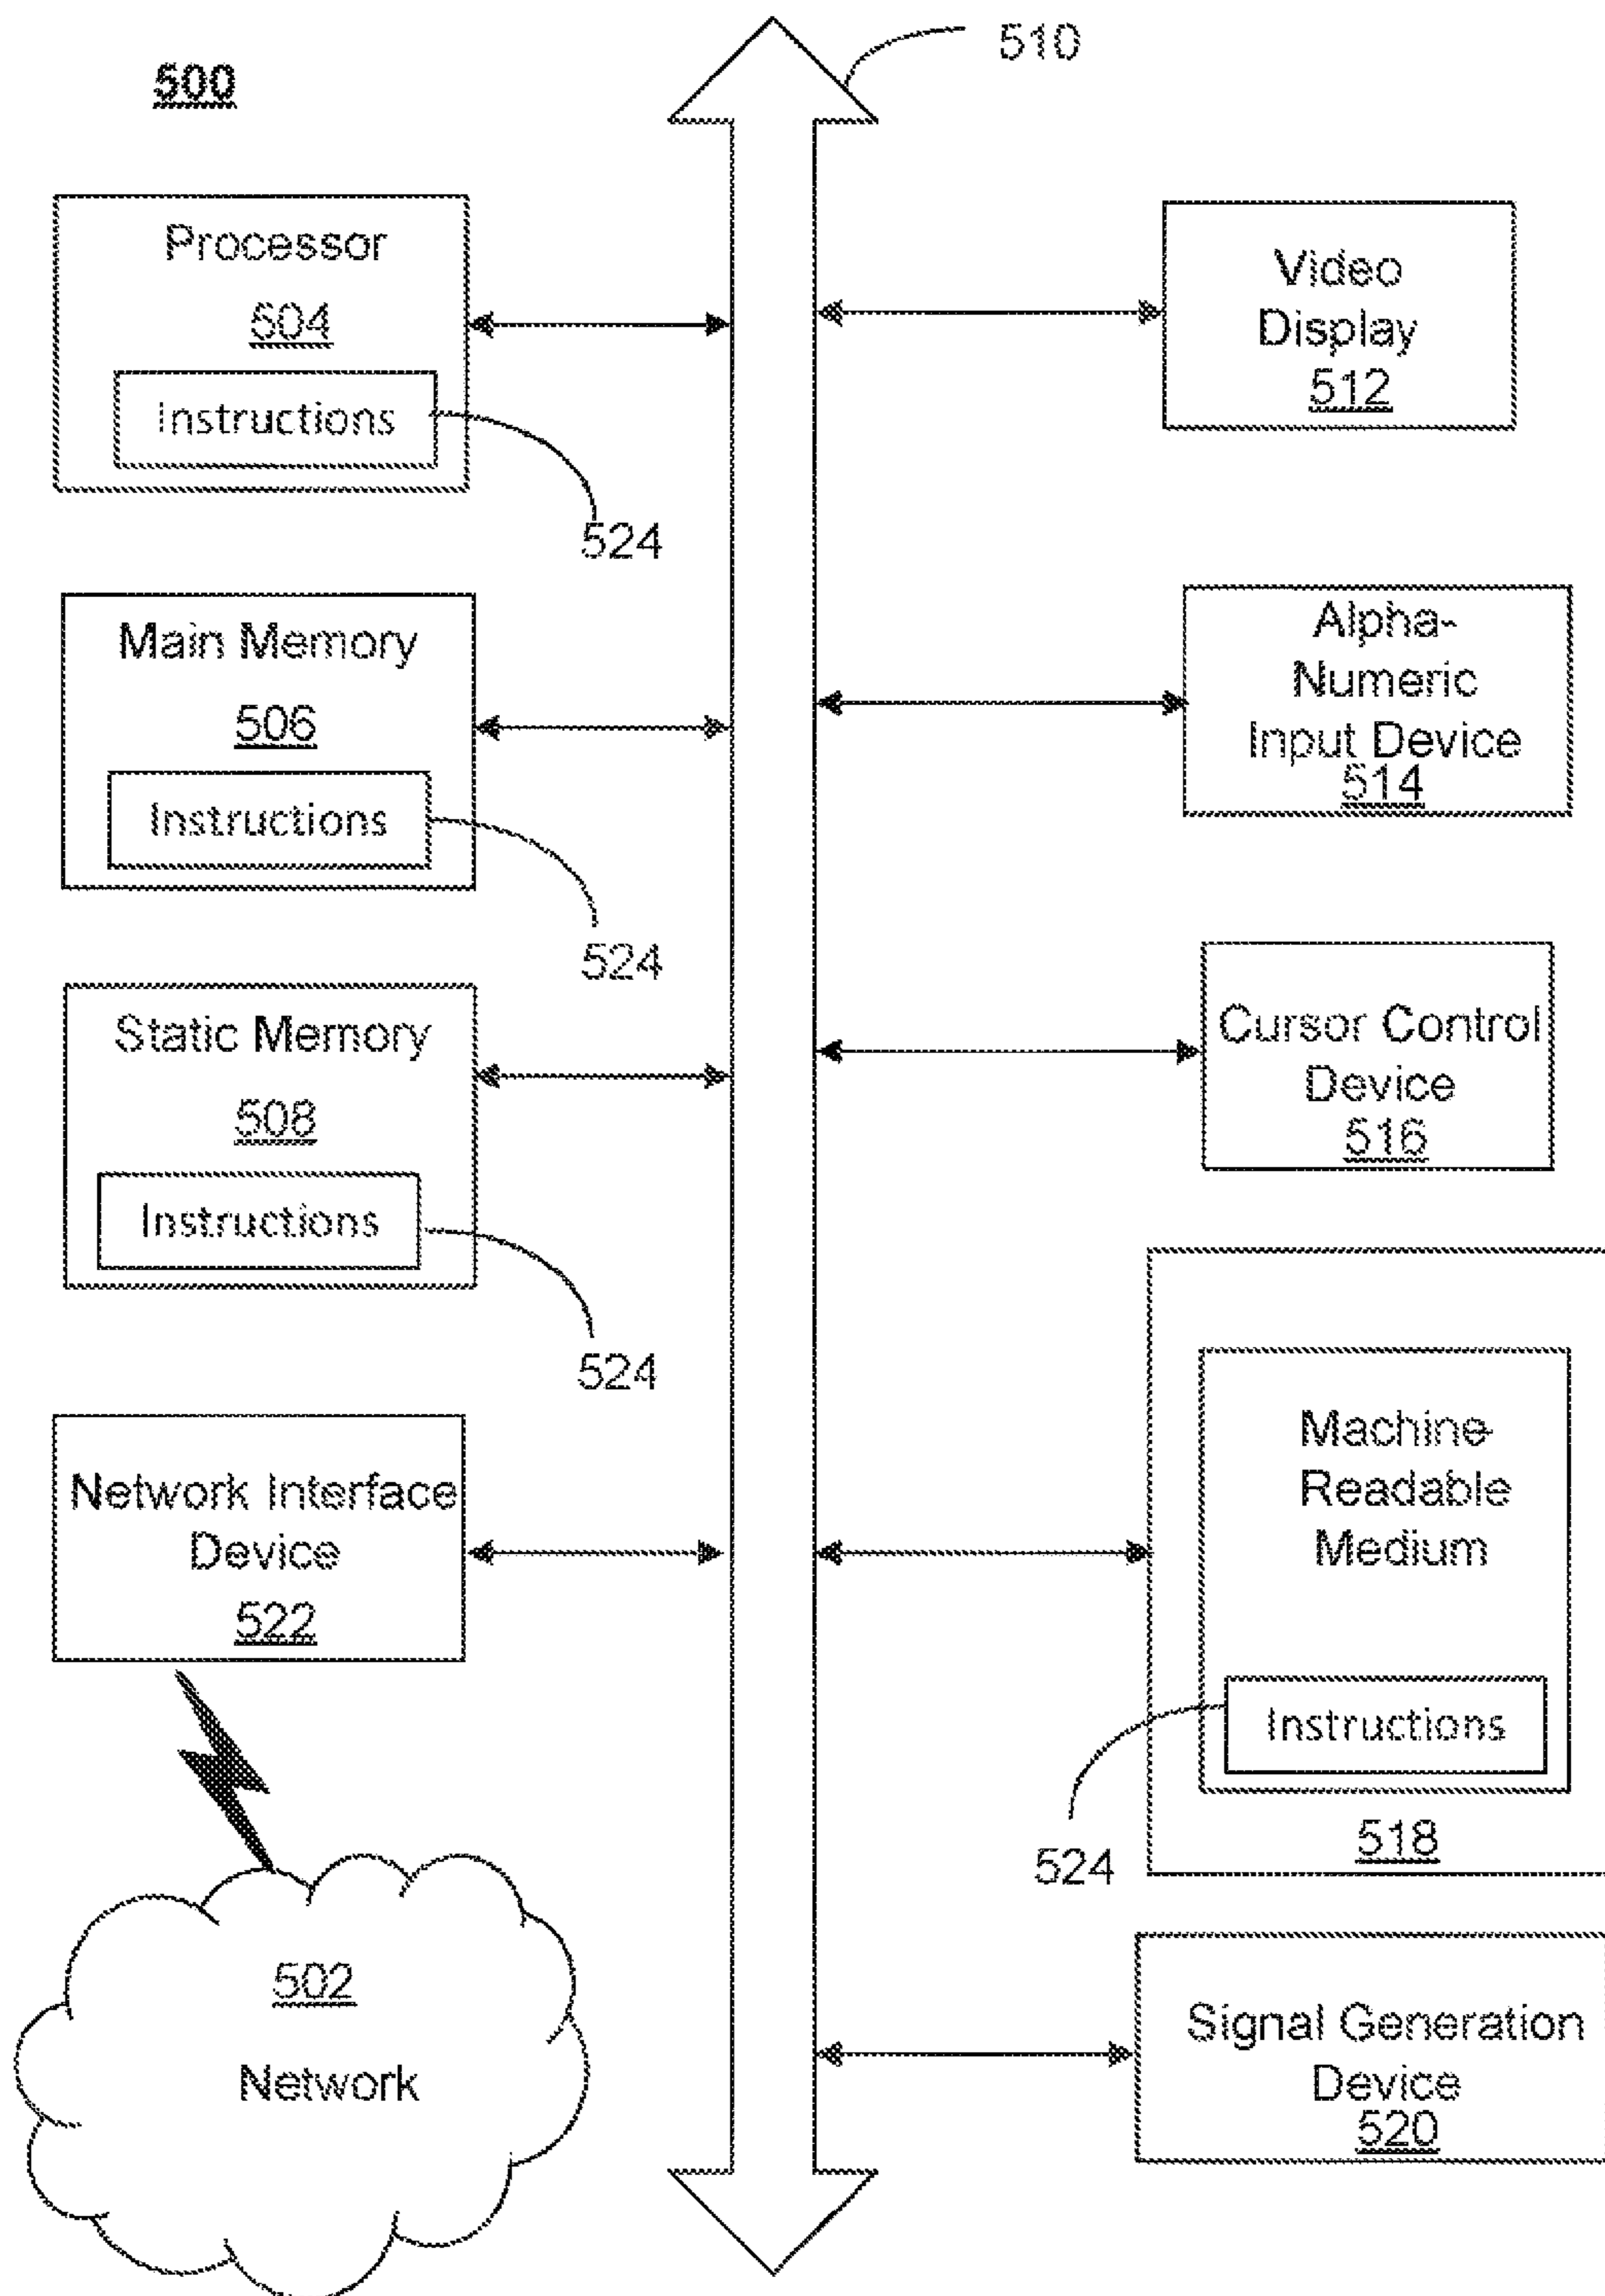 500
510
Processor
504
Instructions
524
Main Memory
506
Instructions
524
Static Memory
508
Instructions
524
Network Interface
Device
522
502
Network
Video
Display
512
Alpha-
Numeric
Input Device
514
Cursor Control
Device
516
Machine-
Readable
Medium
Instructions
524
518
Signal Generation
Device
520